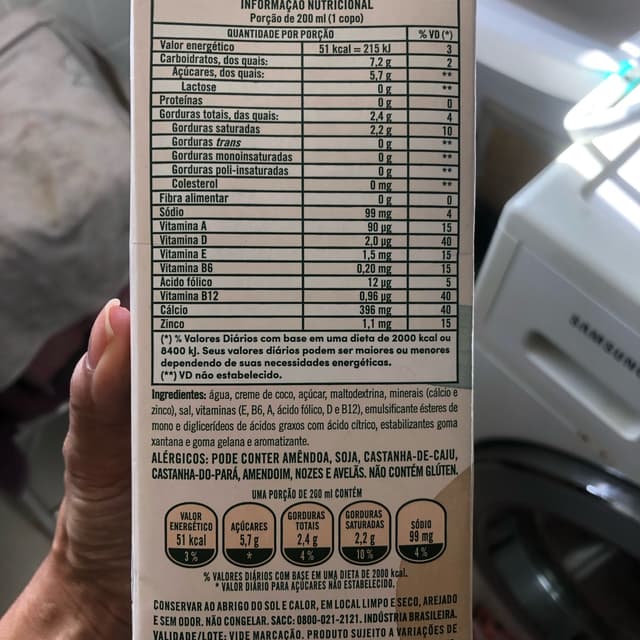 INFORMAÇÃO NUTRICIONAL
Porção de 200 ml (1 copo)
QUANTIDADE POR PORÇÃO % VD (*)
Valor energético 51 kcal = 215 kJ 3
Carboidratos, dos quais: 7,2 g 2
Açúcares, dos quais: 5,7 g **
Lactose 0 g **
Proteínas 0 g 0
Gorduras totais, das quais: 2,4 g 4
Gorduras saturadas 2,2 g 10
Gorduras trans 0 g **
Gorduras monoinsaturadas 0 g **
Gorduras poli-insaturadas 0 g **
Colesterol 0 mg **
Fibra alimentar 0 g 0
Sódio 99 mg 4
Vitamina A 90 µg 15
Vitamina D 2,0 µg 40
Vitamina E 1,5 mg 15
Vitamina B6 0,20 mg 15
Ácido fólico 12 µg 5
Vitamina B12 0,96 µg 40
Cálcio 396 mg 40
Zinco 1,1 mg 15
(*) % Valores Diários com base em uma dieta de 2000 kcal ou
8400 kJ. Seus valores diários podem ser maiores ou menores
dependendo de suas necessidades energéticas.
(**) VD não estabelecido.
Ingredientes: água, creme de coco, açúcar, maltodextrina, minerais (cálcio e
zinco), sal, vitaminas (E, B6, A, ácido fólico, D e B12), emulsificante ésteres de
mono e diglicerídeos de ácidos graxos com ácido cítrico, estabilizantes goma
xantana e goma gelana e aromatizante.
ALÉRGICOS: PODE CONTER AMÊNDOA, SOJA, CASTANHA-DE-CAJU,
CASTANHA-DO-PARÁ, AMENDOIM, NOZES E AVELÃS. NÃO CONTÉM GLÚTEN.
UMA PORÇÃO DE 200 ml CONTÉM
VALOR ENERGÉTICO 51 kcal 3%
AÇÚCARES 5,7 g *
GORDURAS TOTAIS 2,4 g 4%
GORDURAS SATURADAS 2,2 g 10%
SÓDIO 99 mg 4%
% VALORES DIÁRIOS COM BASE EM UMA DIETA DE 2000 kcal.
* VALOR DIÁRIO PARA AÇÚCARES NÃO ESTABELECIDO.
CONSERVAR AO ABRIGO DO SOL E CALOR, EM LOCAL LIMPO E SECO, AREJADO
E SEM ODOR. NÃO CONGELAR. SACC: 0800-021-2121. INDÚSTRIA BRASILEIRA.
VALIDADE/LOTE: VIDE MARCAÇÃO. PRODUTO SUJEITO A VARIAÇÕES DE
SAMSUNG